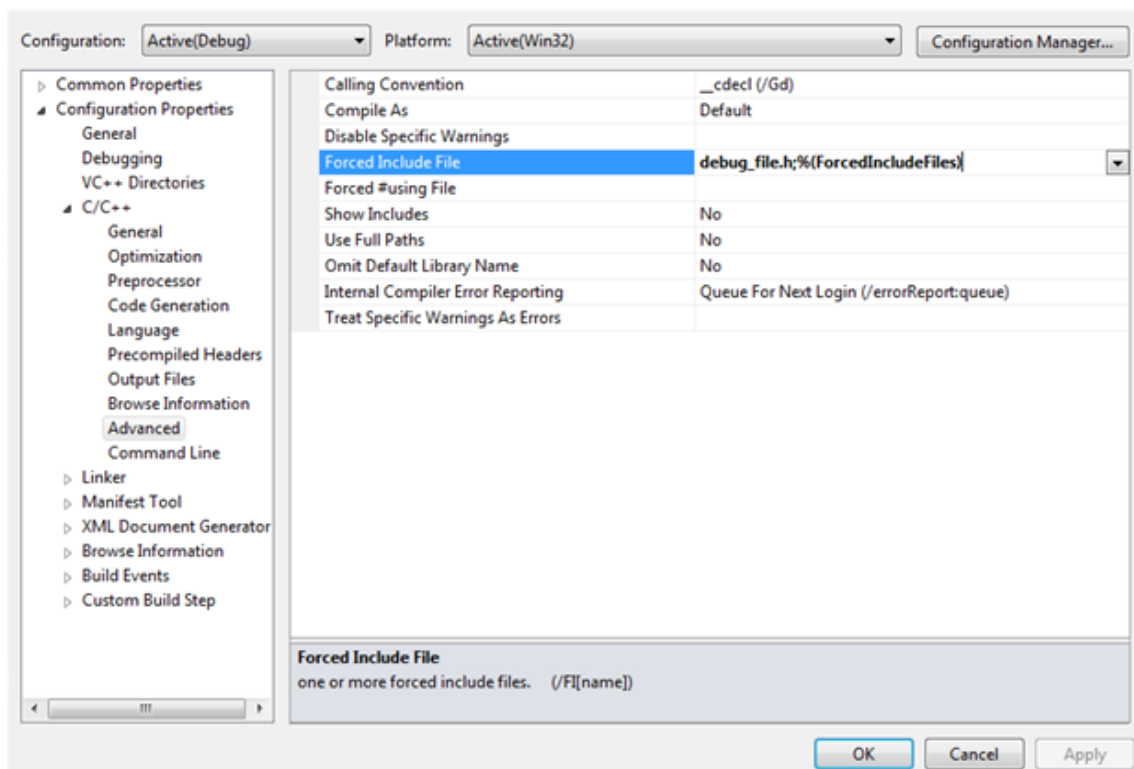 Configuration: Active(Debug) Platform: Active(Win32) Configuration Manager...
Common Properties
Configuration Properties
General
Debugging
VC++ Directories
C/C++
General
Optimization
Preprocessor
Code Generation
Language
Precompiled Headers
Output Files
Browse Information
Advanced
Command Line
Linker
Manifest Tool
XML Document Generator
Browse Information
Build Events
Custom Build Step
Calling Convention __cdecl (/Gd)
Compile As Default
Disable Specific Warnings
Forced Include File debug_file.h;%(ForcedIncludeFiles)
Forced #using File
Show Includes No
Use Full Paths No
Omit Default Library Name No
Internal Compiler Error Reporting Queue For Next Login (/errorReport:queue)
Treat Specific Warnings As Errors
Forced Include File
one or more forced include files. (/FI[name])
OK Cancel Apply